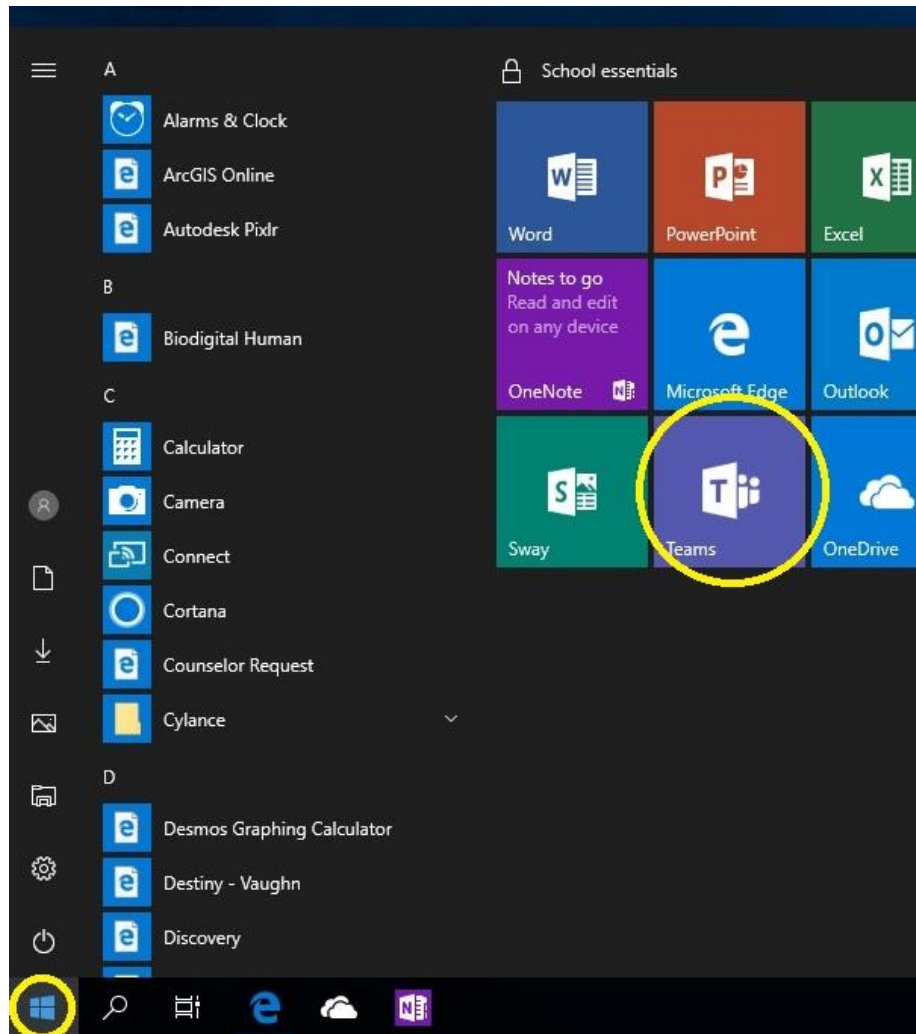 A
Alarms & Clock
ArcGIS Online
Autodesk Pixlr
B
Biodigital Human
C
Calculator
Camera
Connect
Cortana
Counselor Request
Cylance
D
Desmos Graphing Calculator
Destiny - Vaughn
Discovery
School essentials
W
Word
P
PowerPoint
X
Excel
Notes to go
Read and edit
on any device
OneNote
N
Microsoft Edge
O
Outlook
S
Sway
T
Teams
OneDrive
N